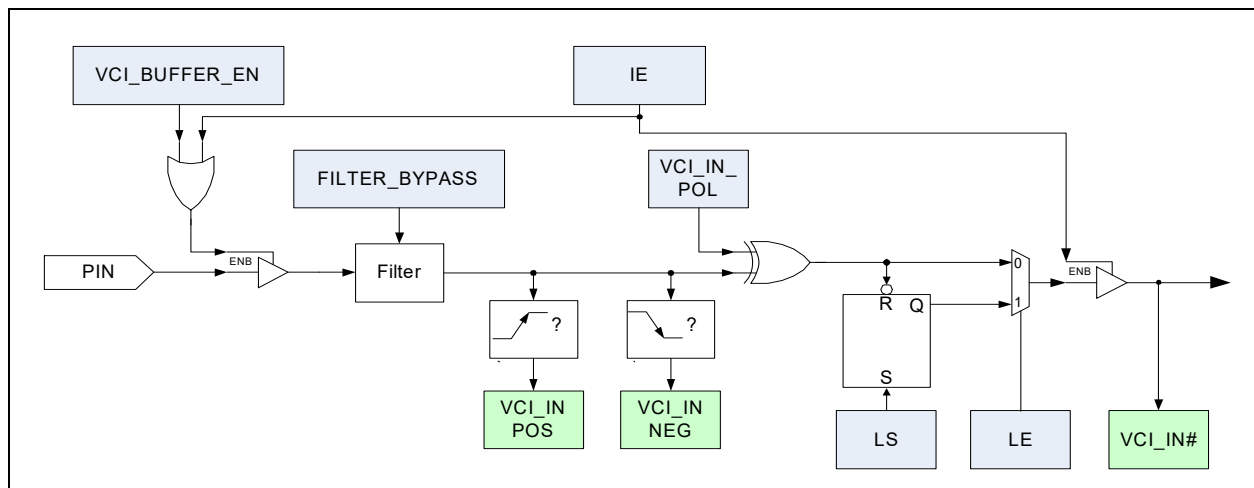 VCI_BUFFER_EN
IE
FILTER_BYPASS
VCI_IN_
POL
PIN
ENB
Filter
0
1
ENB
?
?
R
Q
S
VCI_IN
POS
VCI_IN
NEG
LS
LE
VCI_IN#